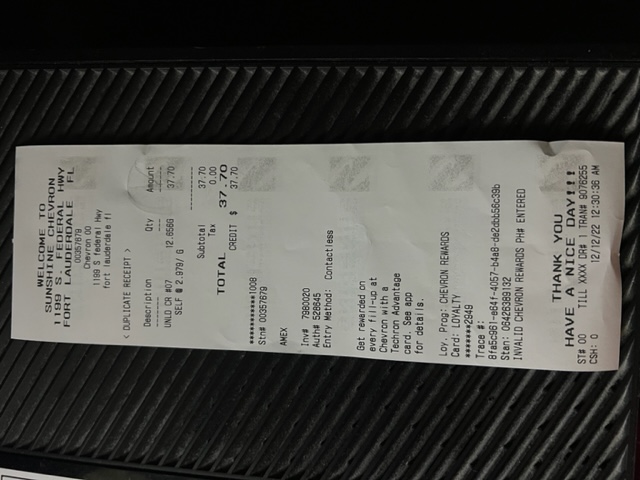 WELCOME TO
SUNSHINE CHEVRON
1199 S. FEDERAL HWY
FORT LAUDERDALE FL
00357679
Chevron 00
1199 S federal Hwy
fort lauderdale fl
< DUPLICATE RECEIPT >
Description Qty Amount
UNLD CR #07 12.656G 37.70
SELF @ 2.979/ G
Subtotal 37.70
Tax 0.00
TOTAL 37.70
CREDIT $ 37.70
***********1008
Stn# 00357679
AMEX
Inv# 7980020
Auth# 528645
Entry Method: Contactless
Get rewarded on
every fill-up at
Chevron with a
Techron Advantage
card. See app
for details.
Loy. Prog: CHEVRON REWARDS
Card: LOYALTY
*******2949
Trace #:
8fa5c961-e64f-4057-b4a8-de2dbb56c39b
Stan: 06426389132
INVALID CHEVRON REWARDS PH# ENTERED
THANK YOU
HAVE A NICE DAY!!!
ST# 00 TILL XXXX DR# 1 TRAN# 9076255
CSH: 0 12/12/22 12:30:36 AM